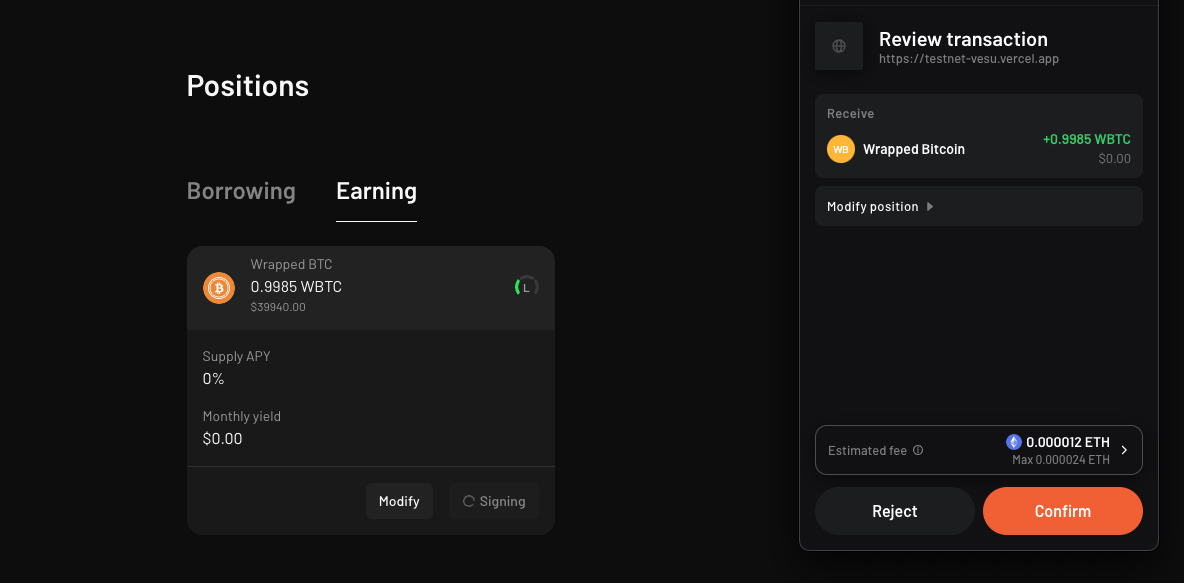 Positions
Borrowing
Earning
Wrapped BTC
0.9985 WBTC
$39940.00
L
Supply APY
0%
Monthly yield
$0.00
Modify
Signing
Review transaction
https://testnet-vesu.vercel.app
Receive
WB
Wrapped Bitcoin
+0.9985 WBTC
$0.00
Modify position
Estimated fee
0.000012 ETH
Max 0.000024 ETH
Reject
Confirm